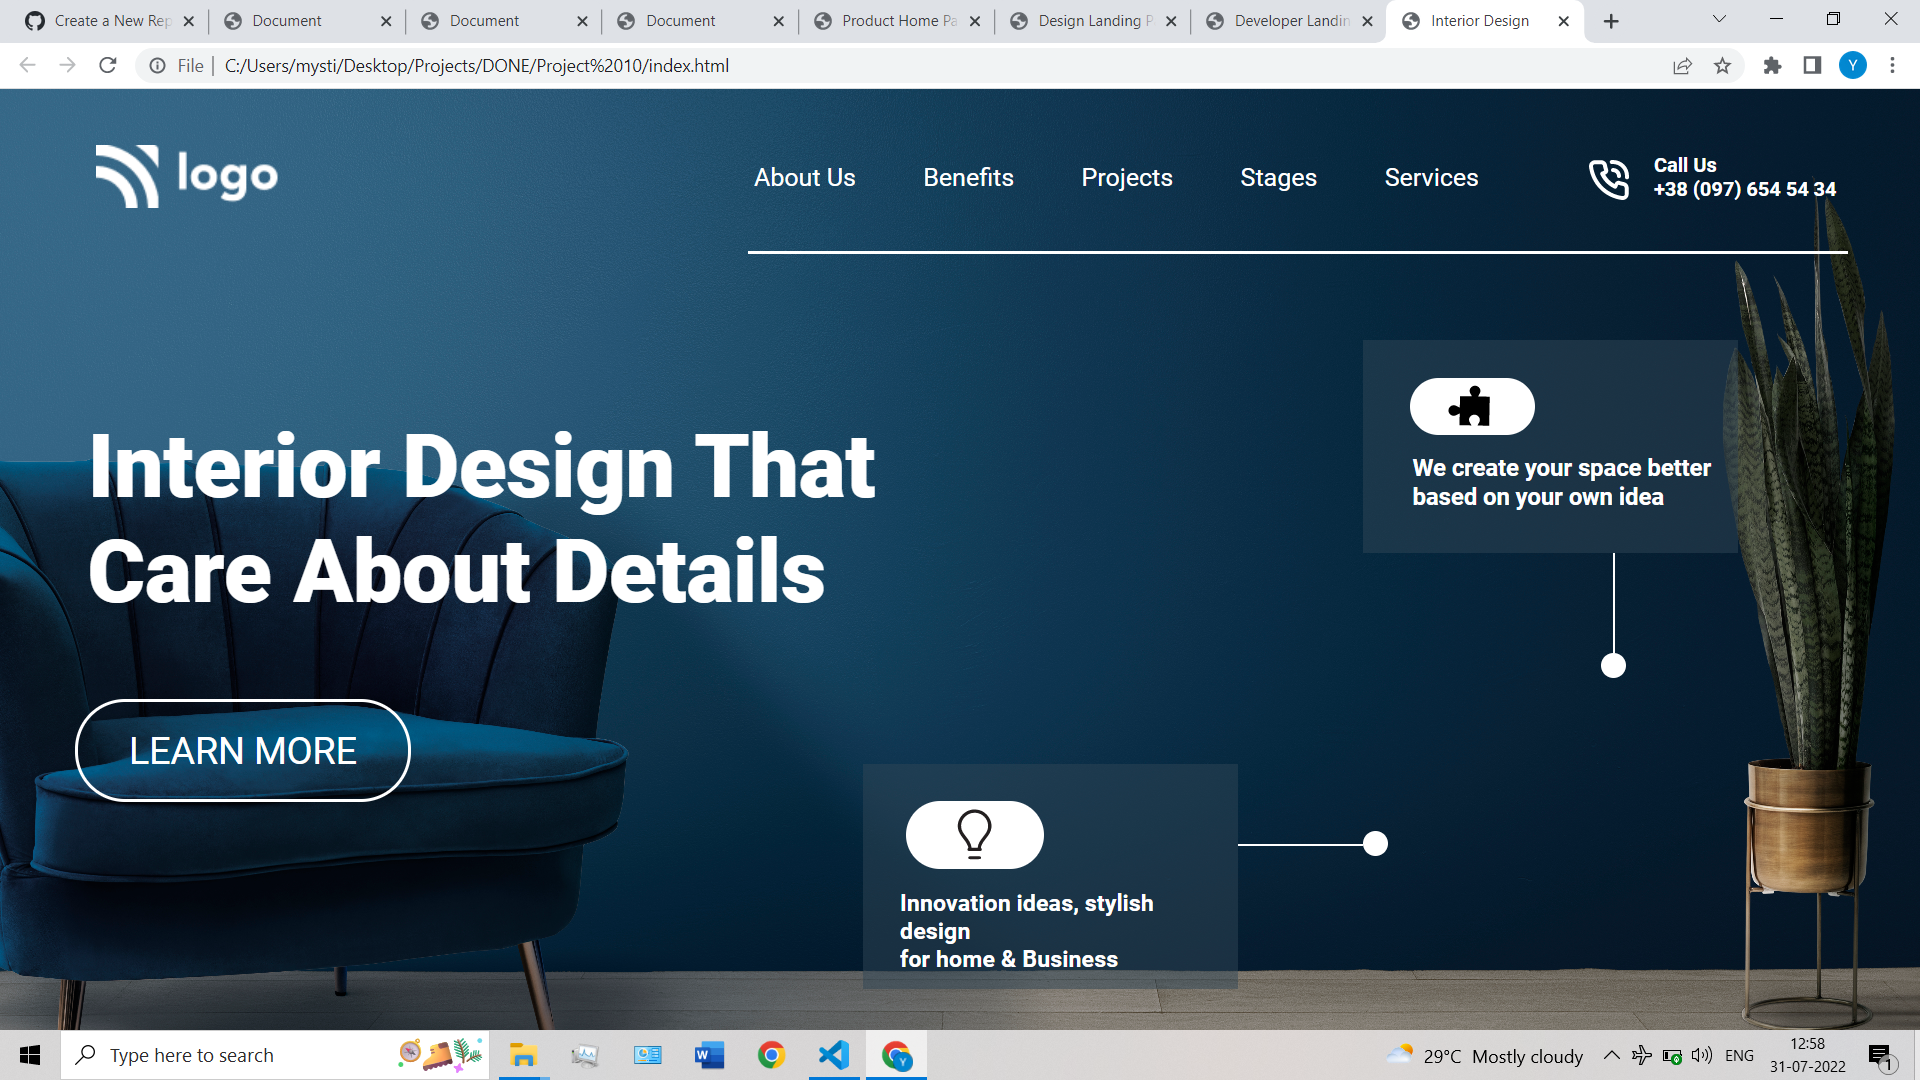 Create a New Rep
Document
Document
Document
Product Home Pa
Design Landing P
Developer Landin
Interior Design
File
C:/Users/mysti/Desktop/Projects/DONE/Project%2010/index.html
Y
logo
About Us
Benefits
Projects
Stages
Services
Call Us
+38 (097) 654 54 34
We create your space better
based on your own idea
Interior Design That
Care About Details
LEARN MORE
Innovation ideas, stylish
design
for home & Business
Type here to search
29°C Mostly cloudy
ENG
12:58
31-07-2022
1